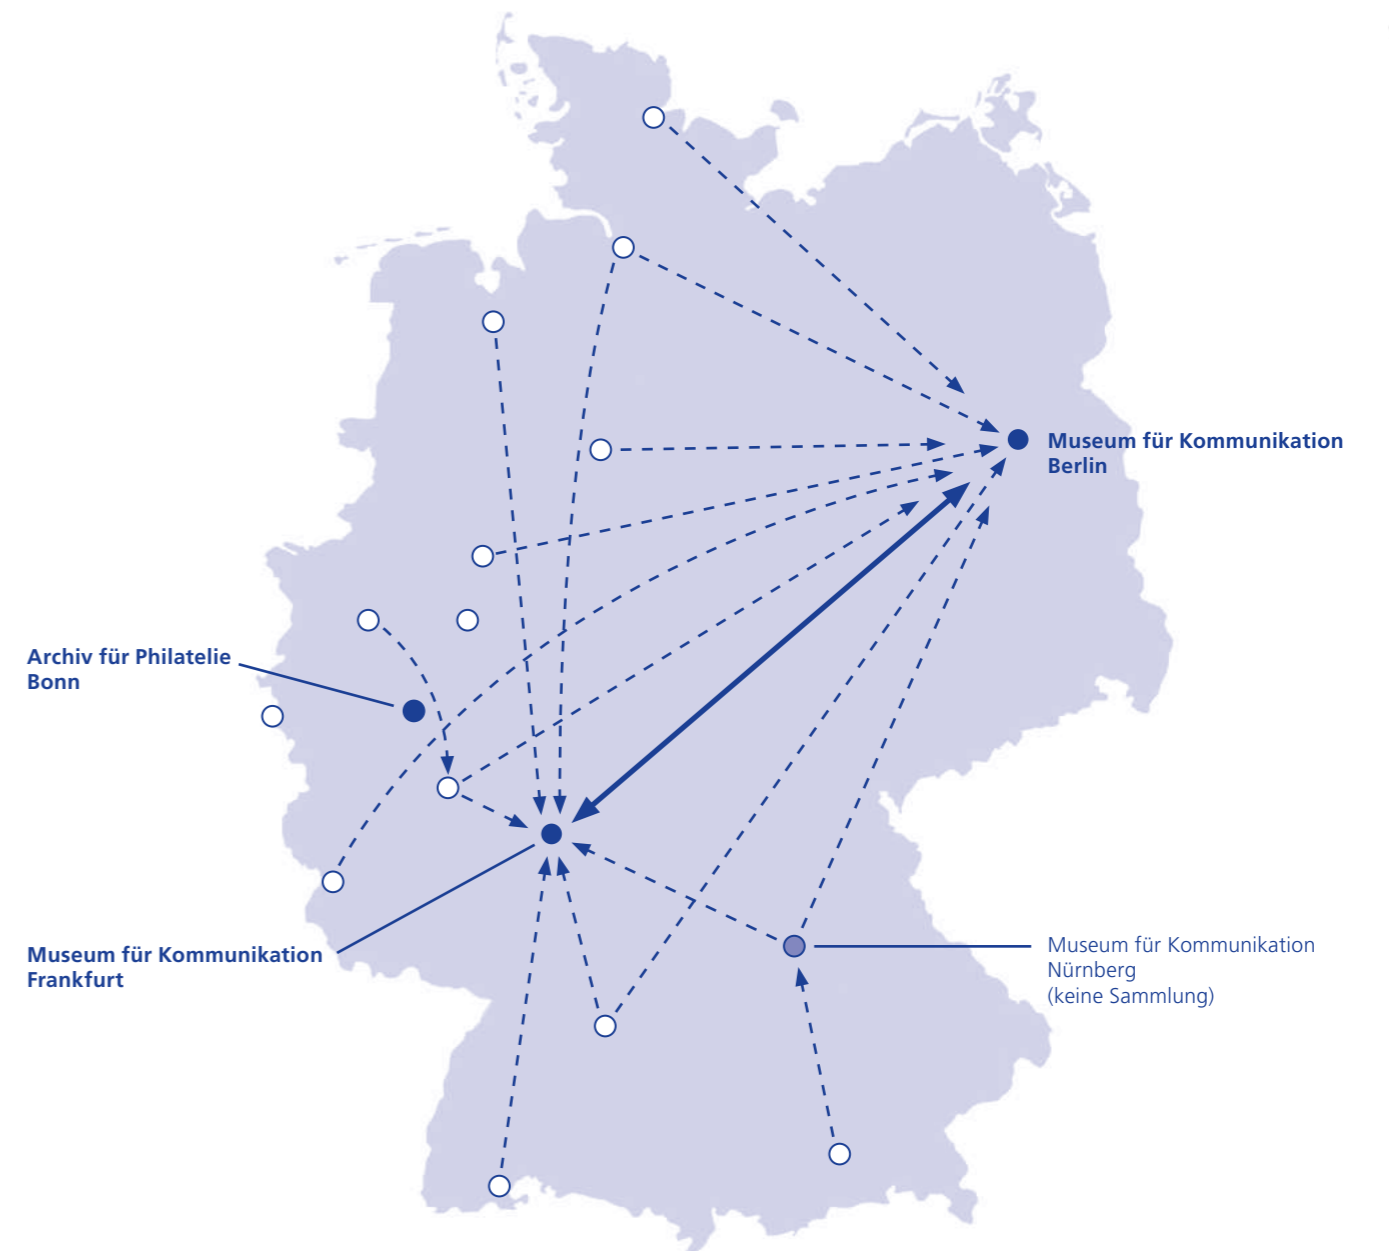 Museum für Kommunikation
Berlin
Archiv für Philatelie
Bonn
Museum für Kommunikation
Frankfurt
Museum für Kommunikation
Nürnberg
(keine Sammlung)